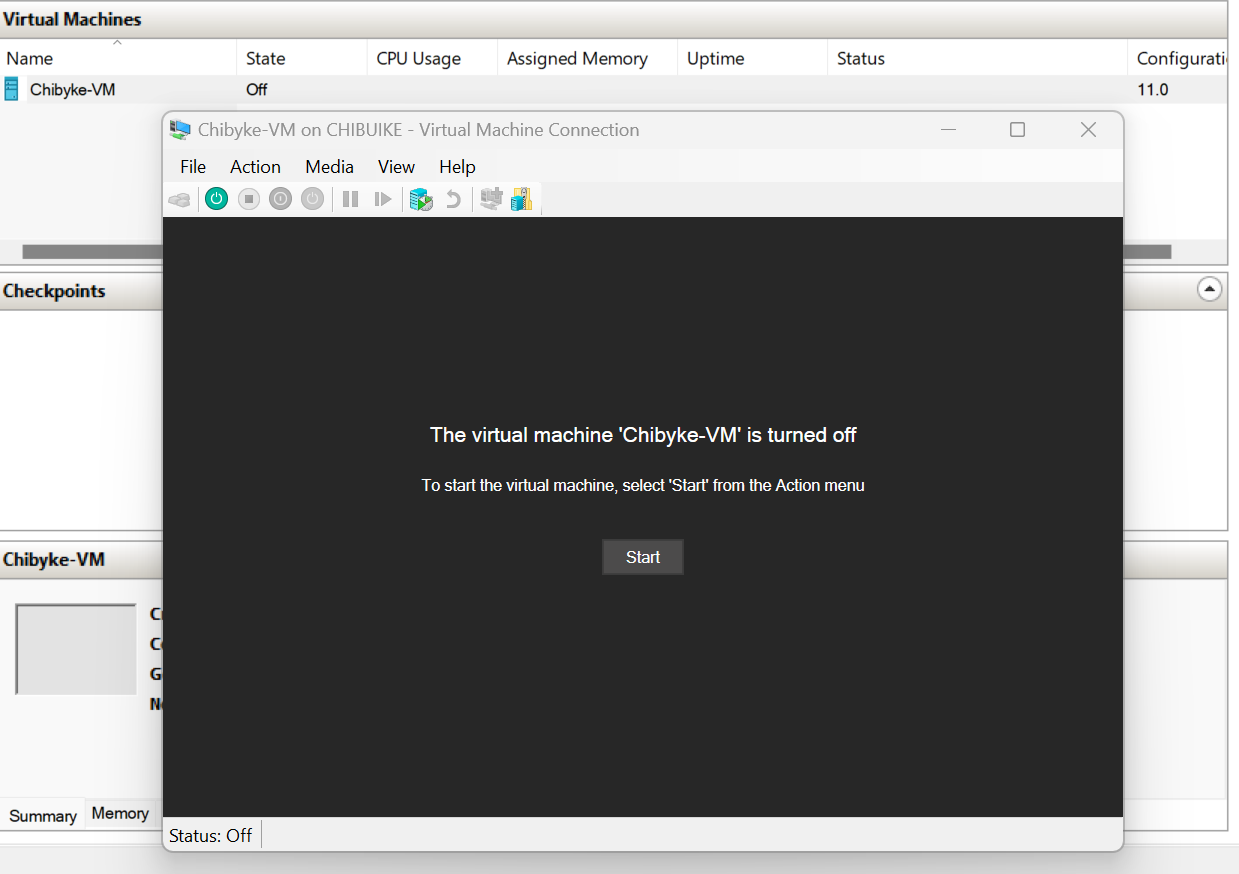 Virtual Machines
Name State CPU Usage Assigned Memory Uptime Status Configurati
Chibyke-VM Off 11.0
Chibyke-VM on CHIBUIKE - Virtual Machine Connection
File Action Media View Help
Checkpoints
The virtual machine 'Chibyke-VM' is turned off
To start the virtual machine, select 'Start' from the Action menu
Start
Chibyke-VM
Summary Memory
Status: Off